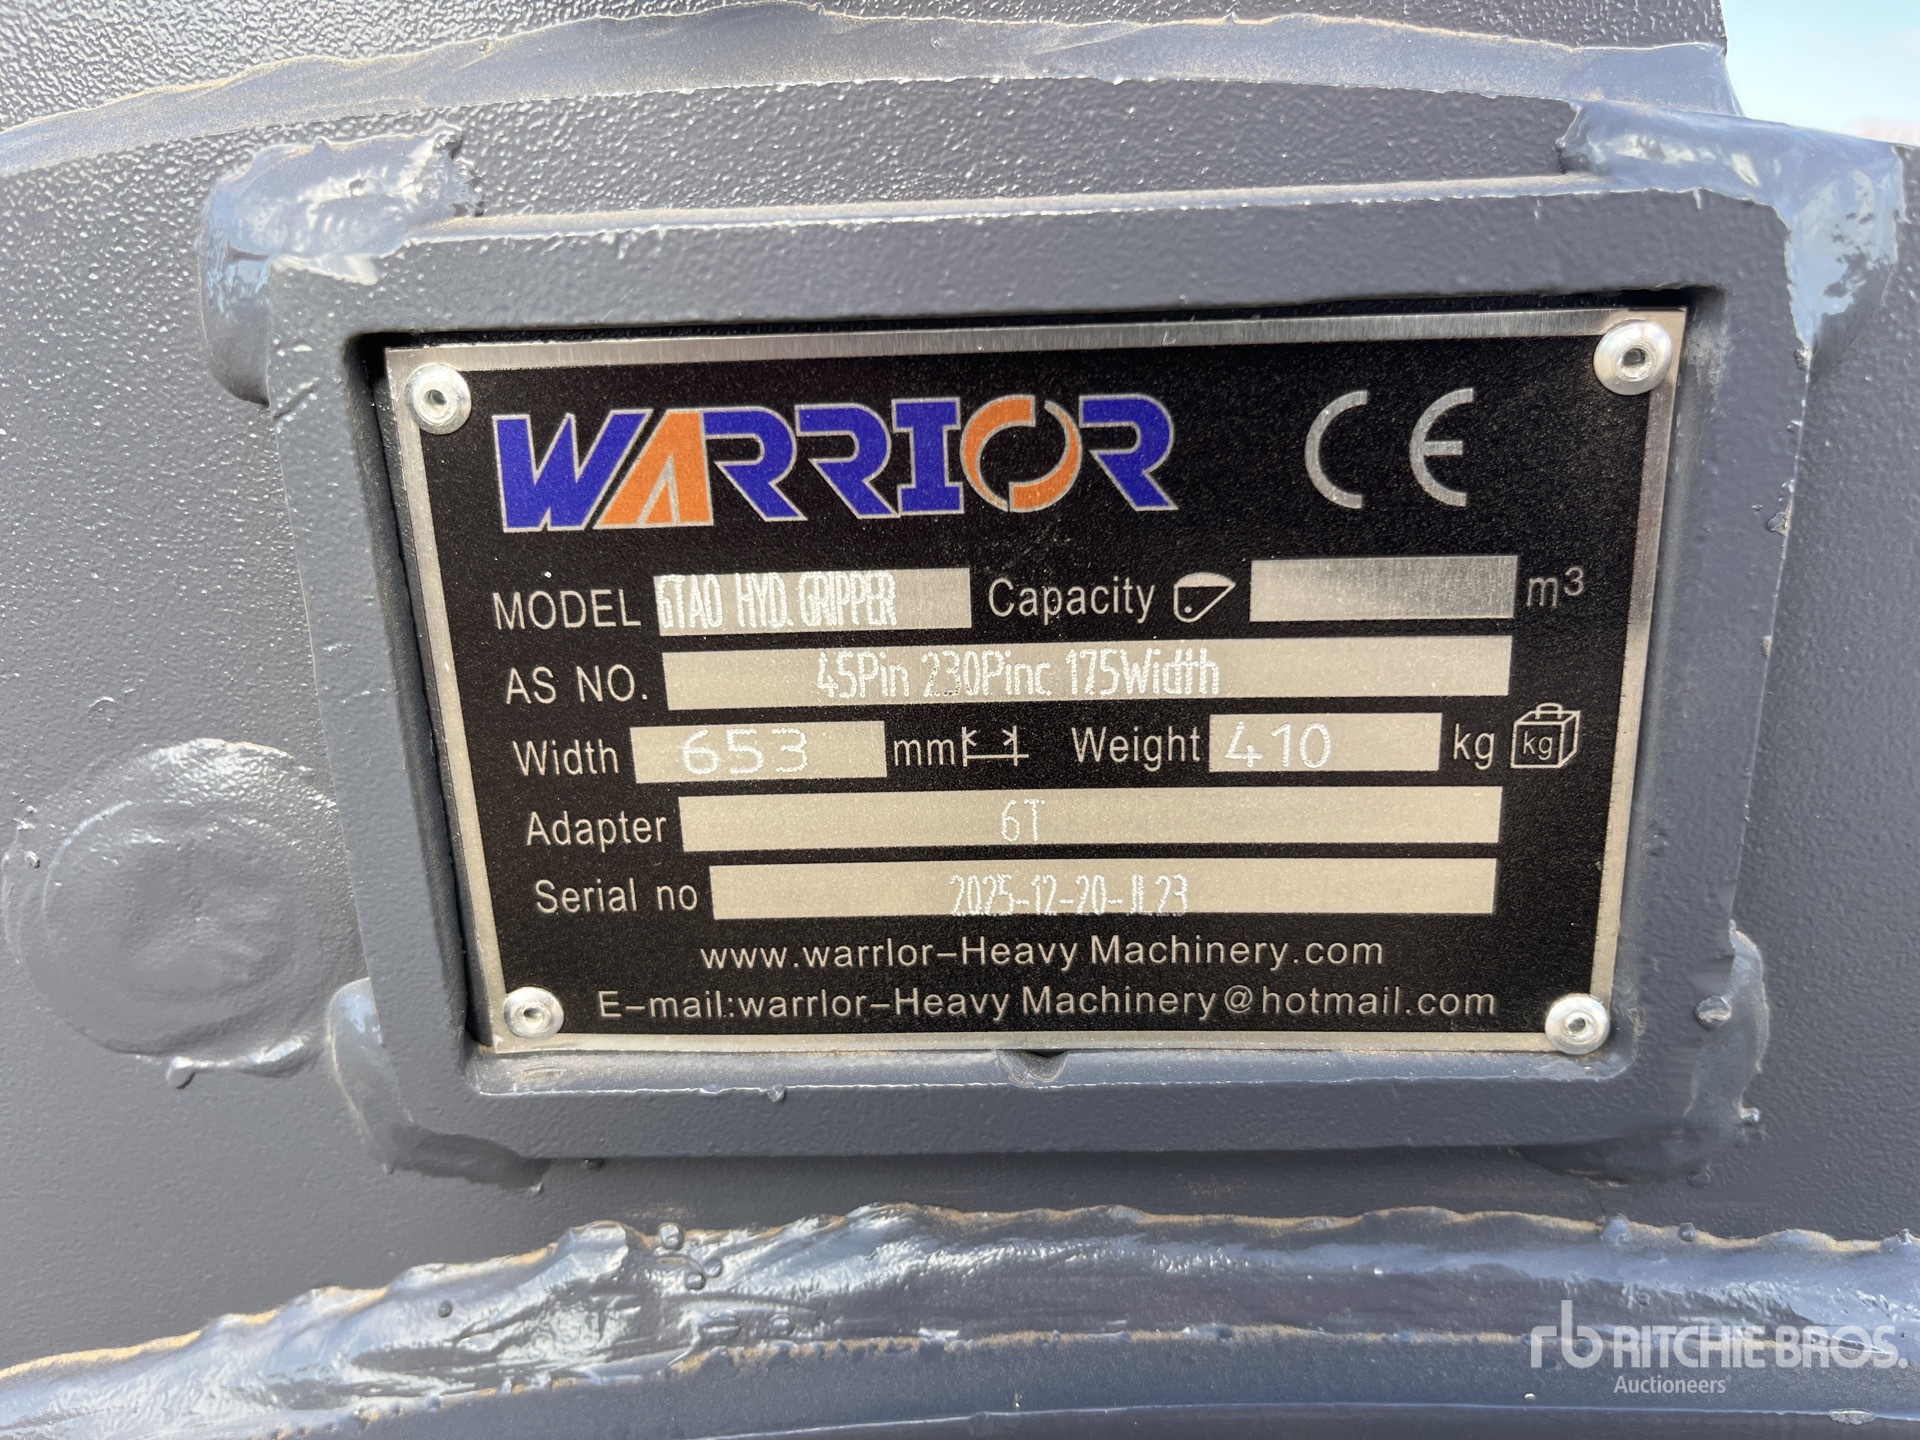 WARRIOR CE
MODEL 6TAO HYD. GRIPPER Capacity m³
AS NO. 45Pin 230Pinc 175Width
Width 653 mm Weight 410 kg kg
Adapter 6T
Serial no 2025-12-20-JL23
www.warrlor-Heavy Machinery.com
E-mail:warrlor-Heavy Machinery@hotmail.com
rb RITCHIE BROS.
Auctioneers